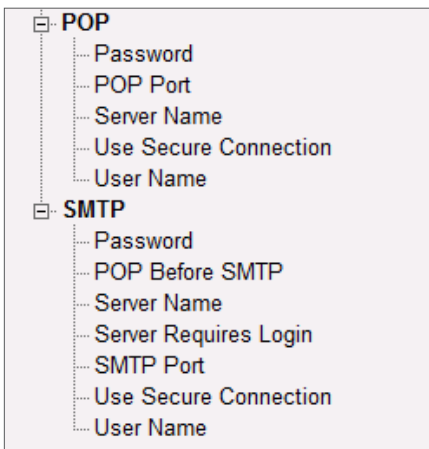 POP
Password
POP Port
Server Name
Use Secure Connection
User Name
SMTP
Password
POP Before SMTP
Server Name
Server Requires Login
SMTP Port
Use Secure Connection
User Name